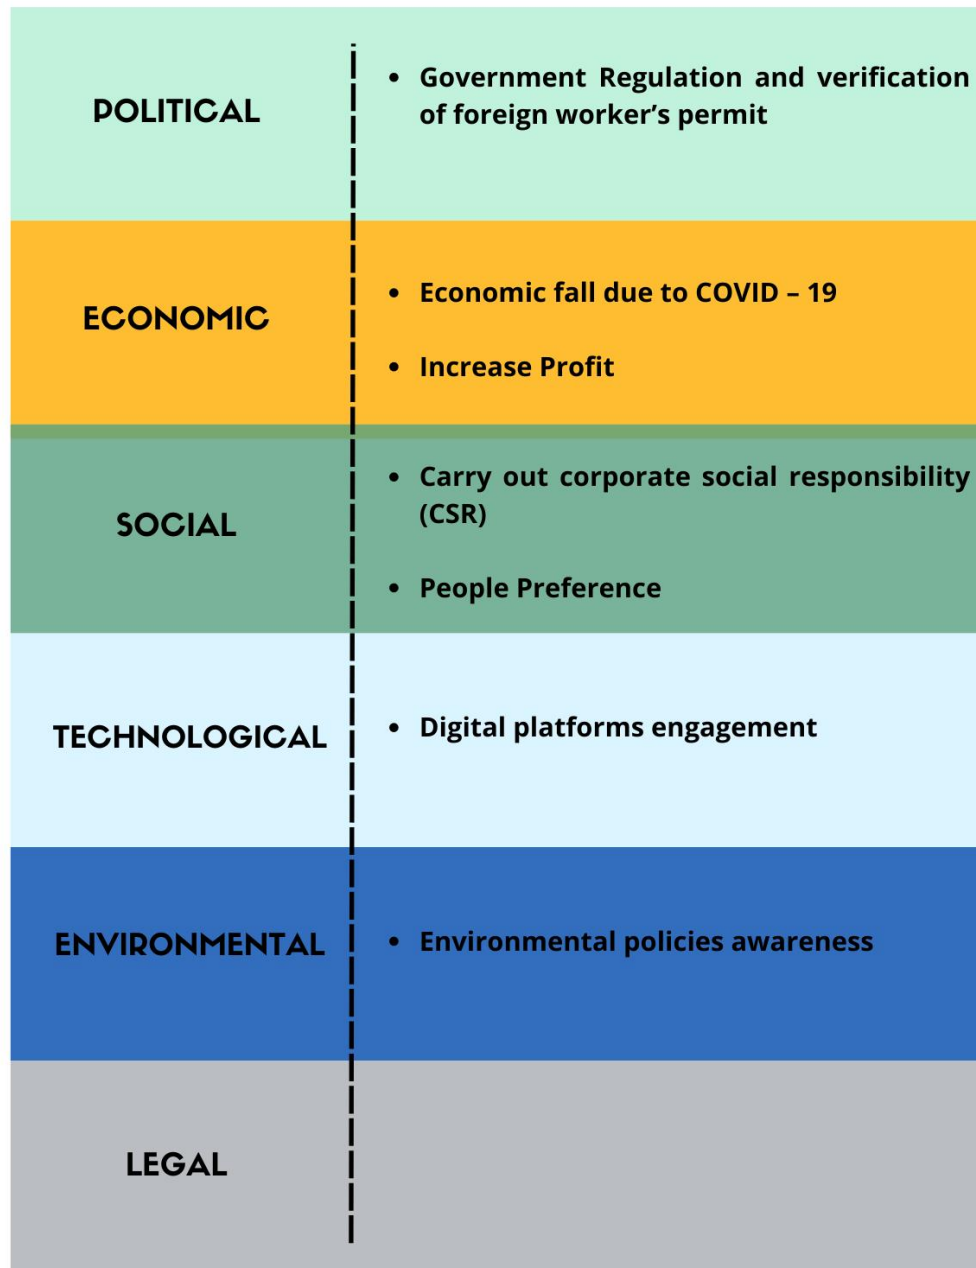 POLITICAL
• Government Regulation and verification
of foreign worker’s permit
ECONOMIC
• Economic fall due to COVID – 19
• Increase Profit
SOCIAL
• Carry out corporate social responsibility
(CSR)
• People Preference
TECHNOLOGICAL
• Digital platforms engagement
ENVIRONMENTAL
• Environmental policies awareness
LEGAL